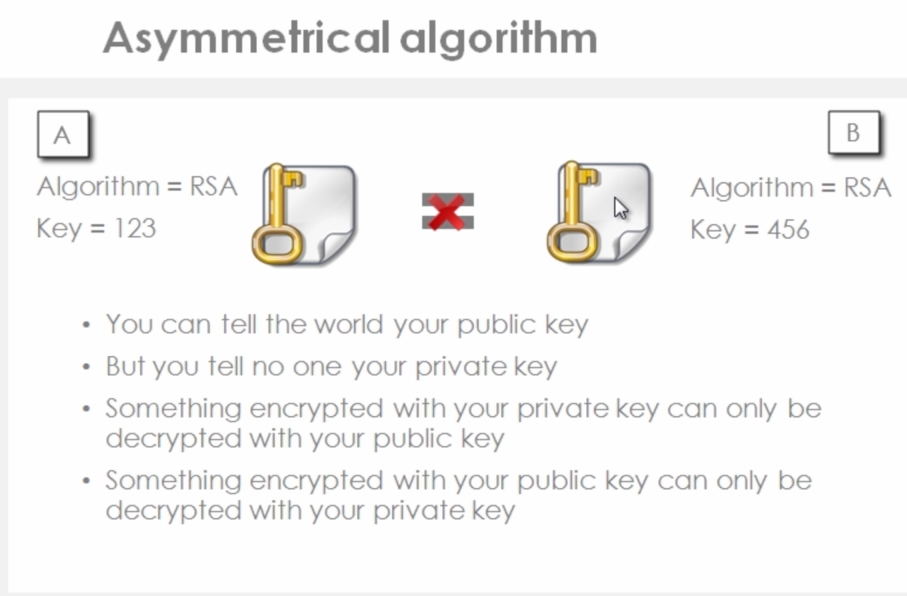 Asymmetrical algorithm
A
B
Algorithm = RSA
Key = 123
Algorithm = RSA
Key = 456
• You can tell the world your public key
• But you tell no one your private key
• Something encrypted with your private key can only be
decrypted with your public key
• Something encrypted with your public key can only be
decrypted with your private key